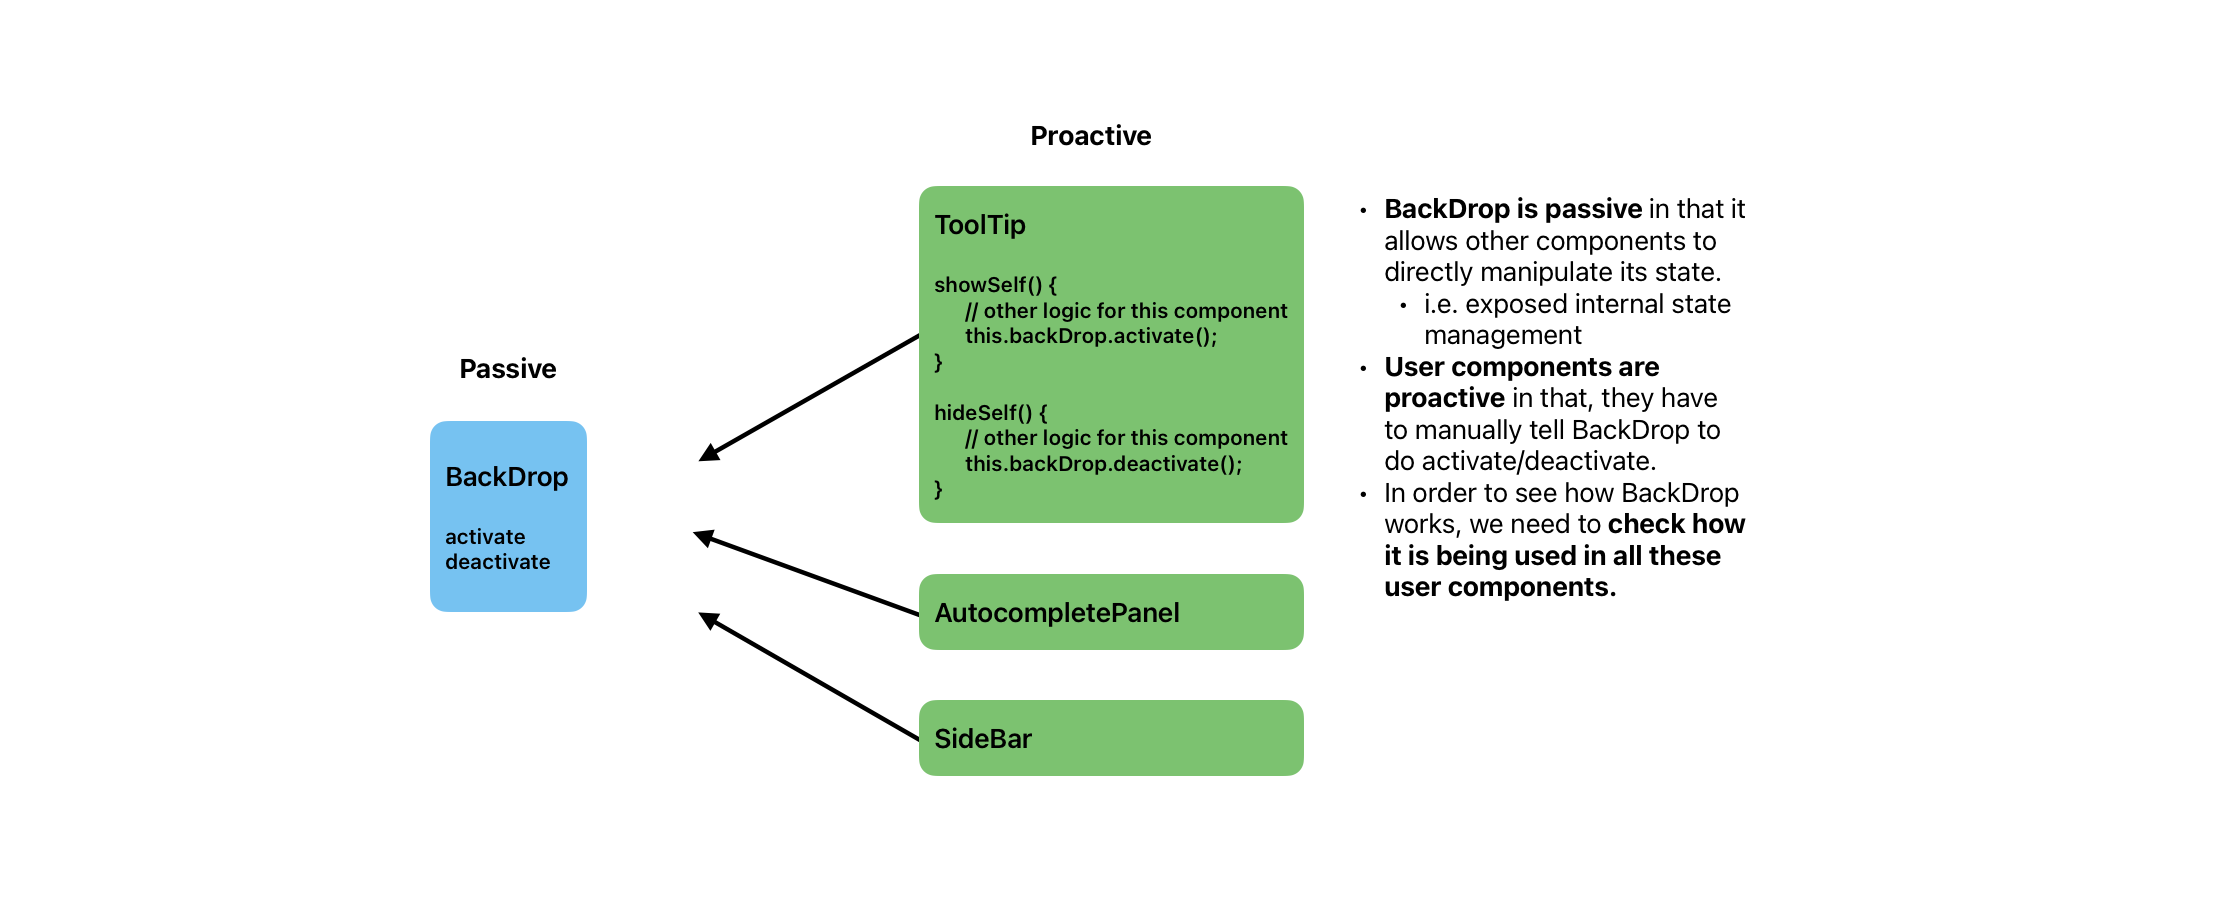 Proactive
ToolTip
showSelf() {
// other logic for this component
this.backDrop.activate();
}
hideSelf() {
// other logic for this component
this.backDrop.deactivate();
}
AutocompletePanel
SideBar
Passive
BackDrop
activate
deactivate
• BackDrop is passive in that it
allows other components to
directly manipulate its state.
• i.e. exposed internal state
management
• User components are
proactive in that, they have
to manually tell BackDrop to
do activate/deactivate.
• In order to see how BackDrop
works, we need to check how
it is being used in all these
user components.